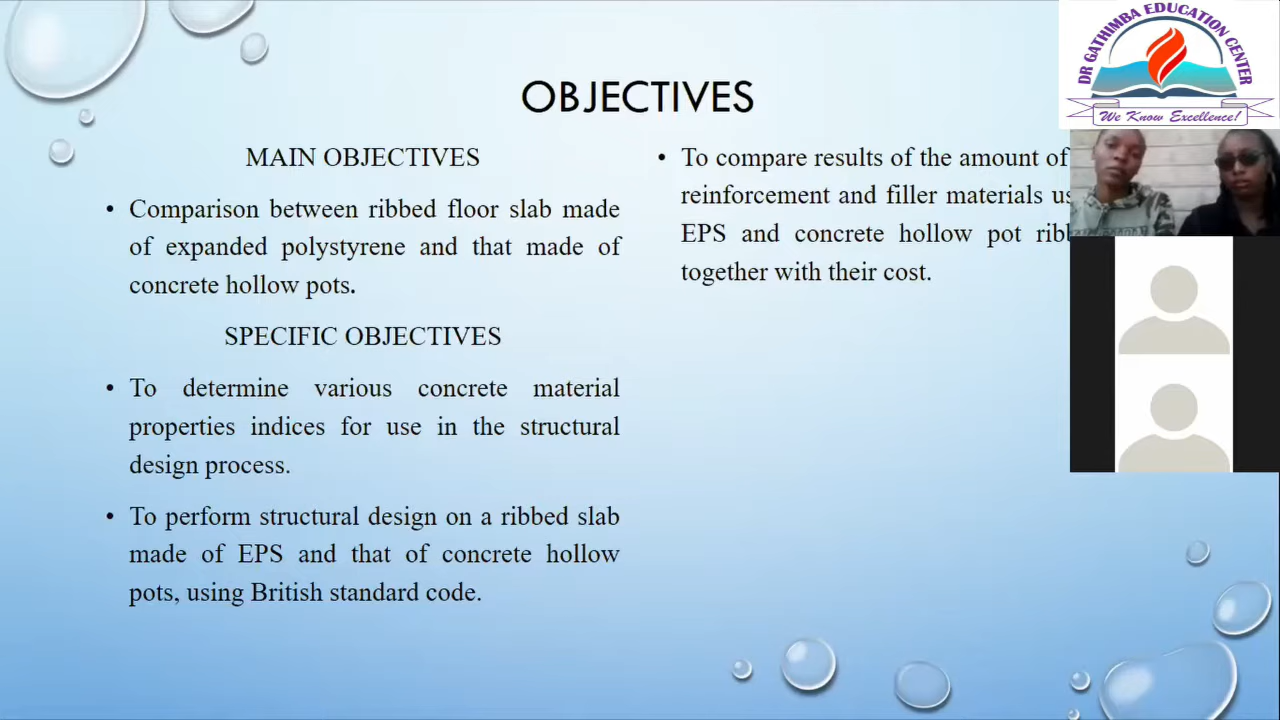 OBJECTIVES
MAIN OBJECTIVES
• Comparison between ribbed floor slab made
of expanded polystyrene and that made of
concrete hollow pots.
SPECIFIC OBJECTIVES
• To determine various concrete material
properties indices for use in the structural
design process.
• To perform structural design on a ribbed slab
made of EPS and that of concrete hollow
pots, using British standard code.
• To compare results of the amount of
reinforcement and filler materials
EPS and concrete hollow pot
together with their cost.
DR GATHIMBA EDUCATION CENTER
We Know Excellence!